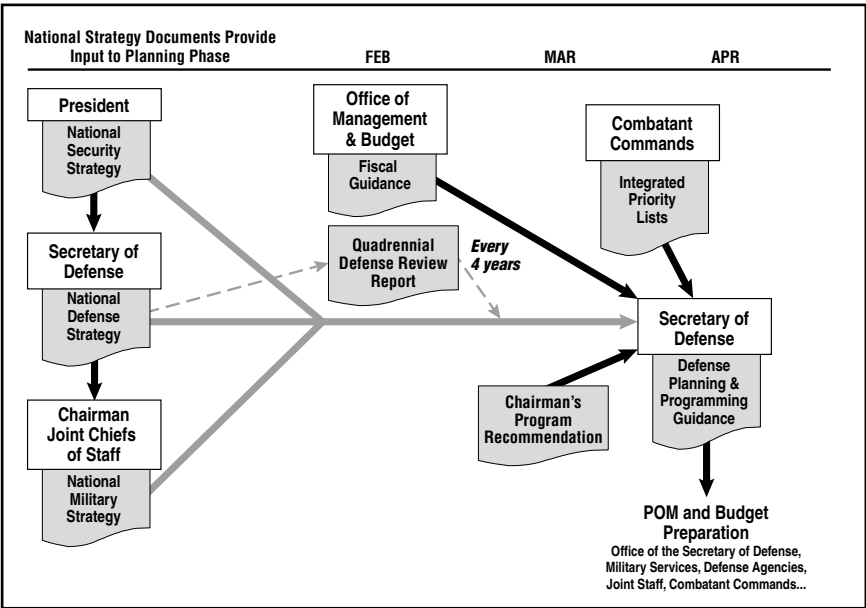 National Strategy Documents Provide
Input to Planning Phase
FEB
MAR
APR
President
National
Security
Strategy
Office of
Management
& Budget
Fiscal
Guidance
Combatant
Commands
Integrated
Priority
Lists
Secretary of
Defense
National
Defense
Strategy
Quadrennial
Defense Review
Report
Every
4 years
Secretary of
Defense
Defense
Planning &
Programming
Guidance
Chairman's
Program
Recommendation
Chairman
Joint Chiefs
of Staff
National
Military
Strategy
POM and Budget
Preparation
Office of the Secretary of Defense,
Military Services, Defense Agencies,
Joint Staff, Combatant Commands...